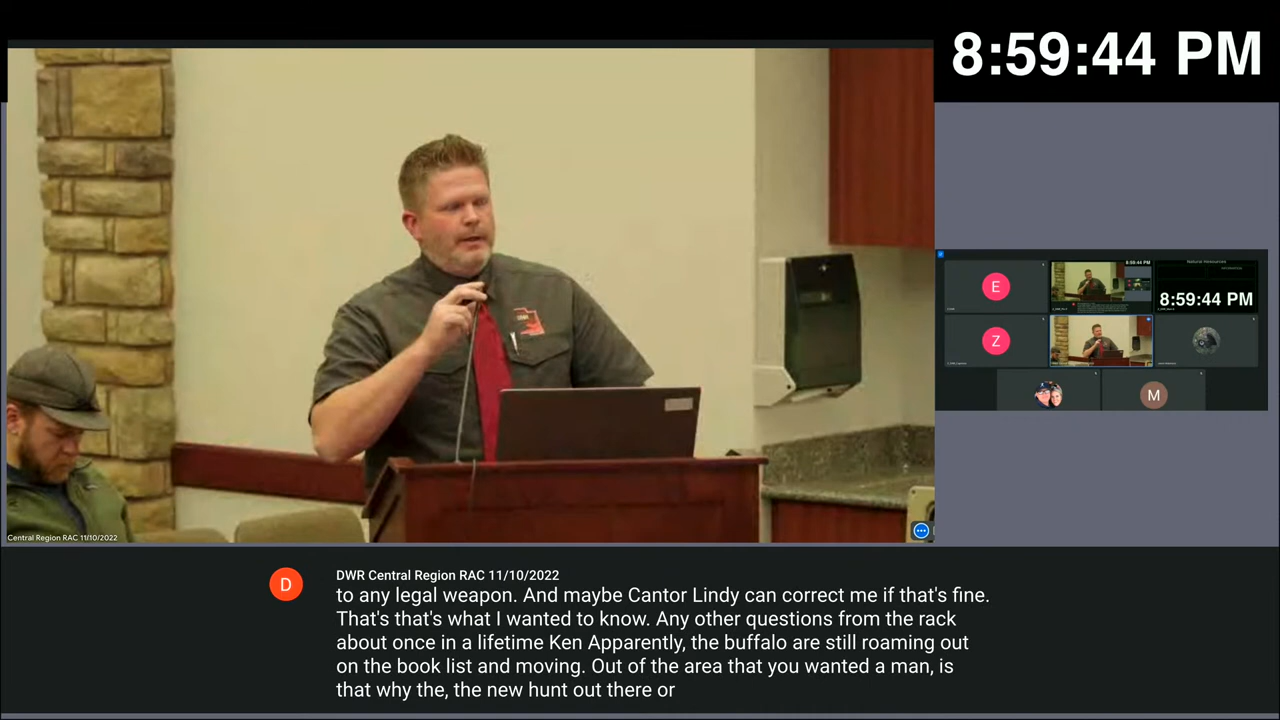 8:59:44 PM
E
8:59:44 PM
8:59:44 PM
Z
M
Central Region RAC 11/10/2022
D
DWR Central Region RAC 11/10/2022
to any legal weapon. And maybe Cantor Lindy can correct me if that's fine.
That's that's what I wanted to know. Any other questions from the rack
about once in a lifetime Ken Apparently, the buffalo are still roaming out
on the book list and moving. Out of the area that you wanted a man, is
that why the, the new hunt out there or